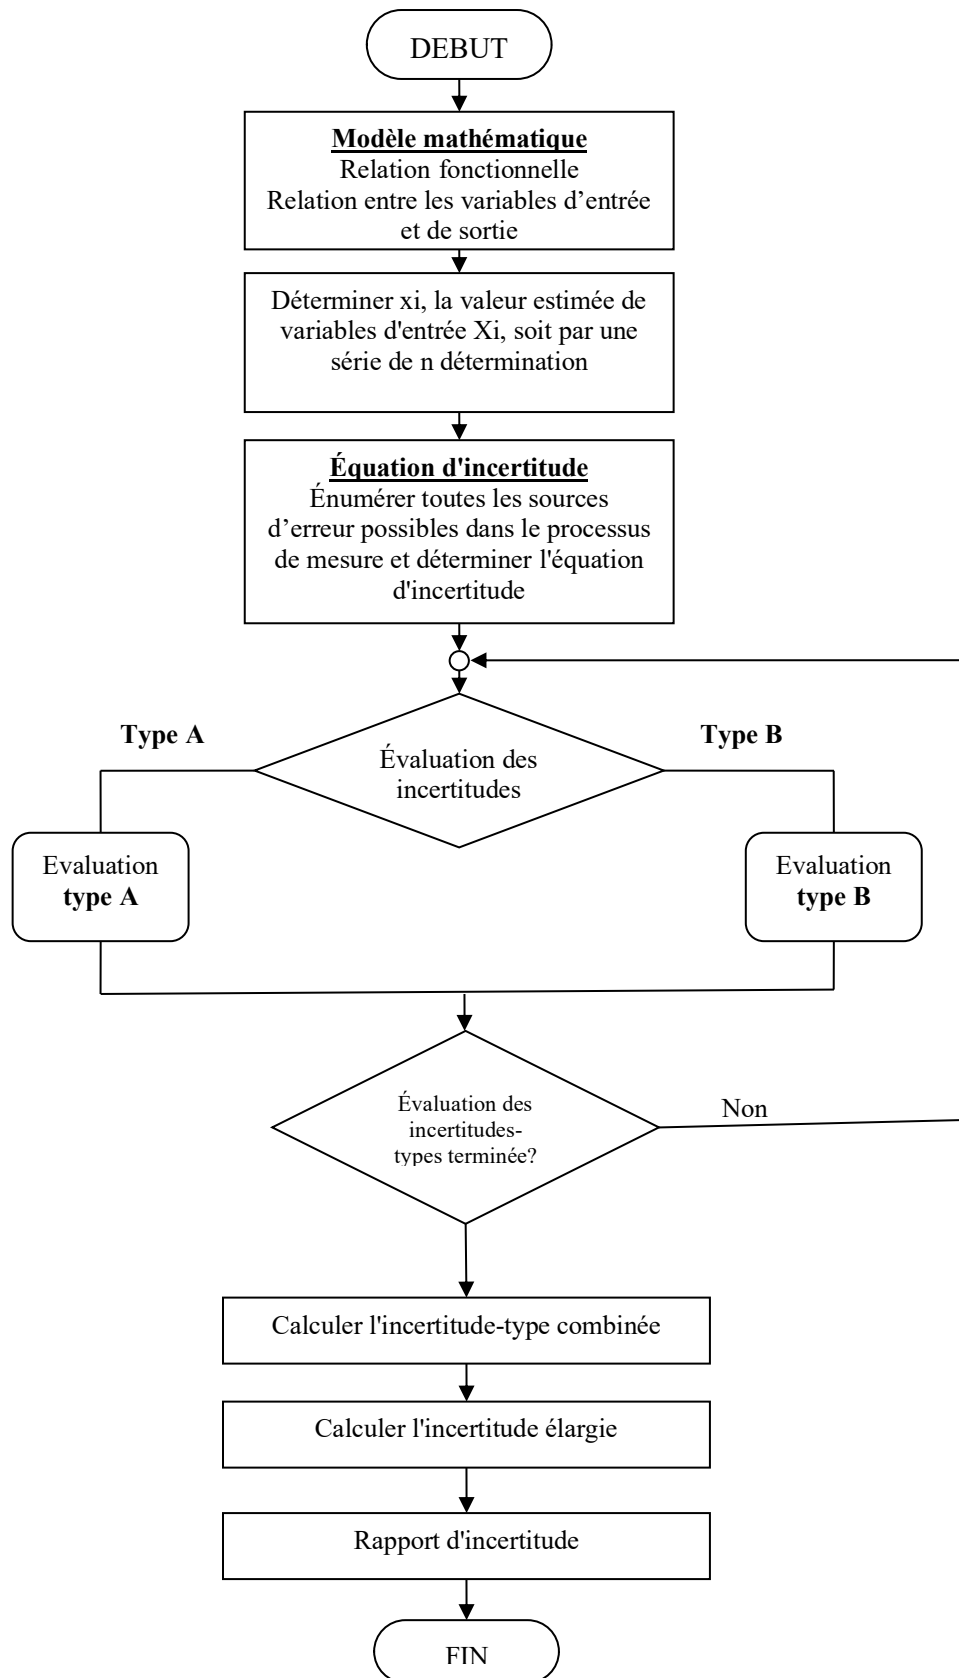 DEBUT
Modèle mathématique
Relation fonctionnelle
Relation entre les variables d’entrée
et de sortie
Déterminer xi, la valeur estimée de
variables d'entrée Xi, soit par une
série de n détermination
Équation d'incertitude
Énumérer toutes les sources
d’erreur possibles dans le processus
de mesure et déterminer l'équation
d'incertitude
Type A
Type B
Évaluation des
incertitudes
Evaluation
type A
Evaluation
type B
Évaluation des
incertitudes-
types terminée?
Non
Calculer l'incertitude-type combinée
Calculer l'incertitude élargie
Rapport d'incertitude
FIN